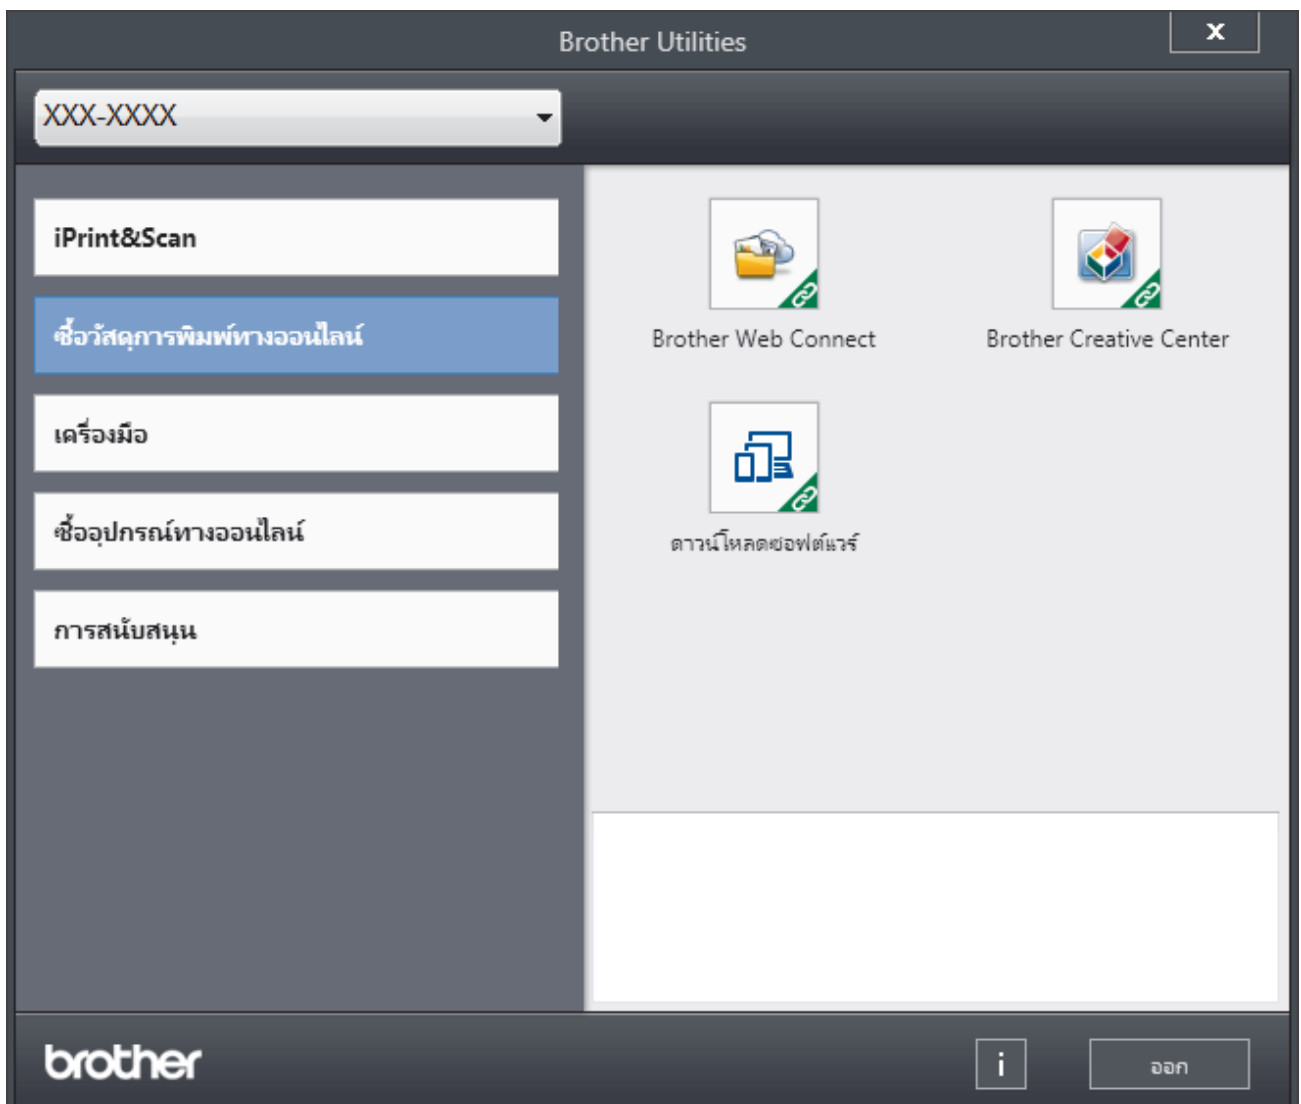 Brother Utilities
x
XXX-XXXX
iPrint&Scan
ซื้อวัสดุการพิมพ์ทางออนไลน์
เครื่องมือ
ซื้ออุปกรณ์ทางออนไลน์
การสนับสนุน
Brother Web Connect
Brother Creative Center
ดาวน์โหลดซอฟต์แวร์
brother
i
ออก